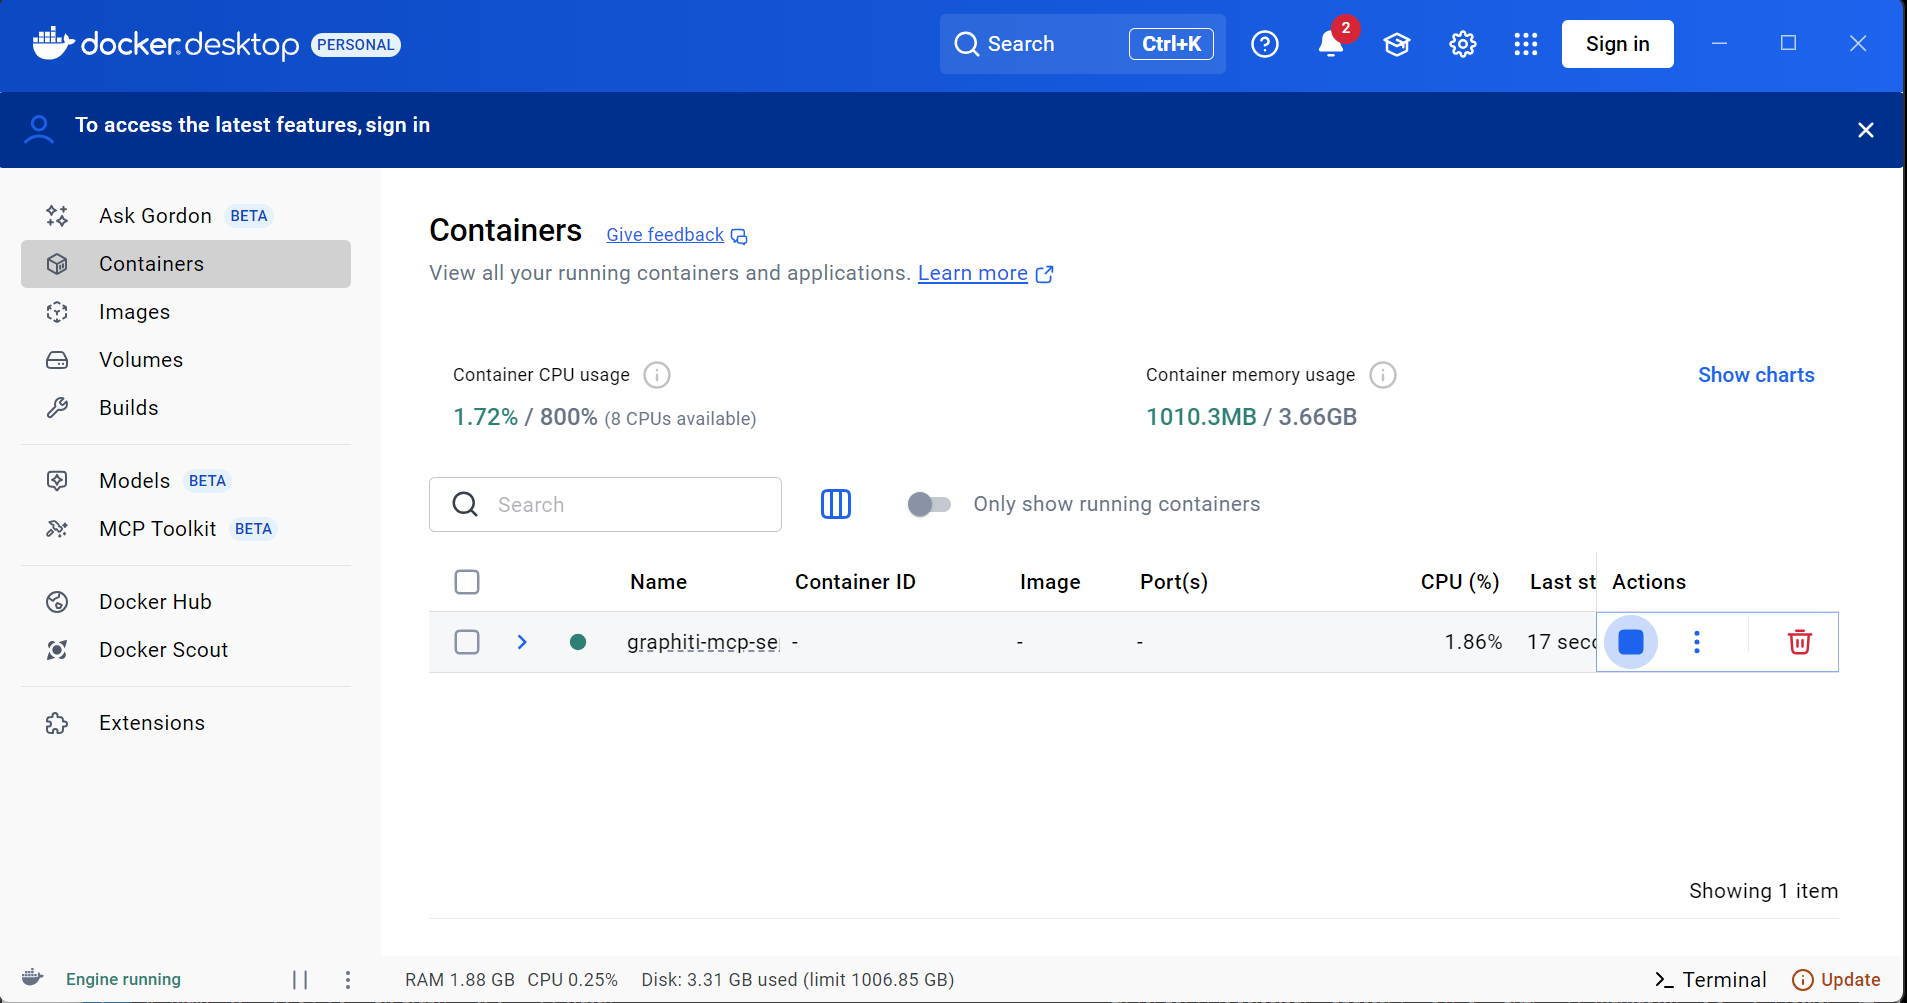 docker.desktop PERSONAL
Search Ctrl+K
2
Sign in
To access the latest features, sign in
Ask Gordon BETA
Containers
Images
Volumes
Builds
Models BETA
MCP Toolkit BETA
Docker Hub
Docker Scout
Extensions
Containers Give feedback
View all your running containers and applications. Learn more
Container CPU usage
1.72% / 800% (8 CPUs available)
Container memory usage
1010.3MB / 3.66GB
Show charts
Search
Only show running containers
Name Container ID Image Port(s) CPU (%) Last st Actions
graphiti-mcp-se - - - 1.86% 17 sec
Showing 1 item
Engine running
RAM 1.88 GB CPU 0.25% Disk: 3.31 GB used (limit 1006.85 GB)
>_ Terminal
Update